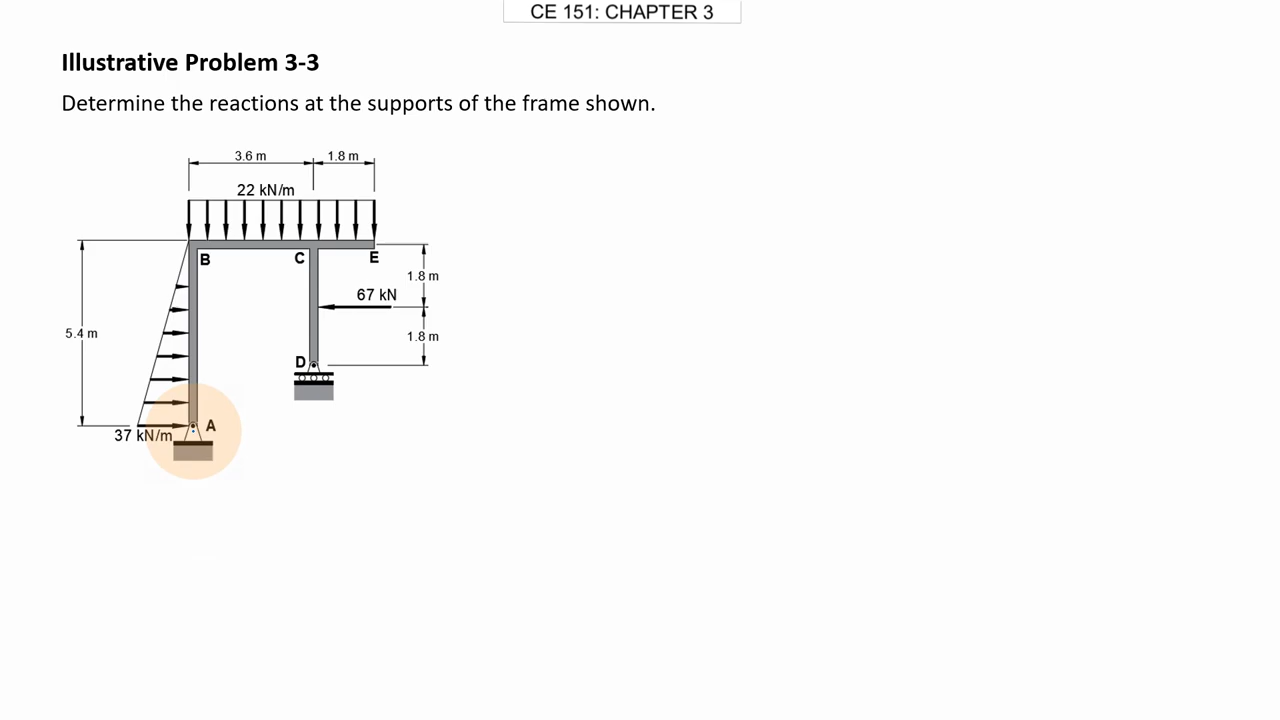 CE 151: CHAPTER 3
Illustrative Problem 3-3
Determine the reactions at the supports of the frame shown.
3.6 m
1.8 m
22 kN/m
B
C
E
1.8 m
67 kN
5.4 m
1.8 m
D
A
37 kN/m